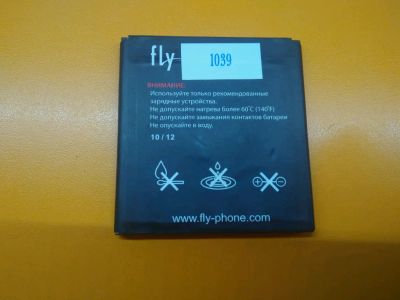 fly
1039
ВНИМАНИЕ:
Используйте только рекомендованные
зарядные устройства.
Не допускайте нагрева более 60°C (140°F)
Не допускайте замыкания контактов батареи
Не опускайте в воду.
10 / 12
www.fly-phone.com